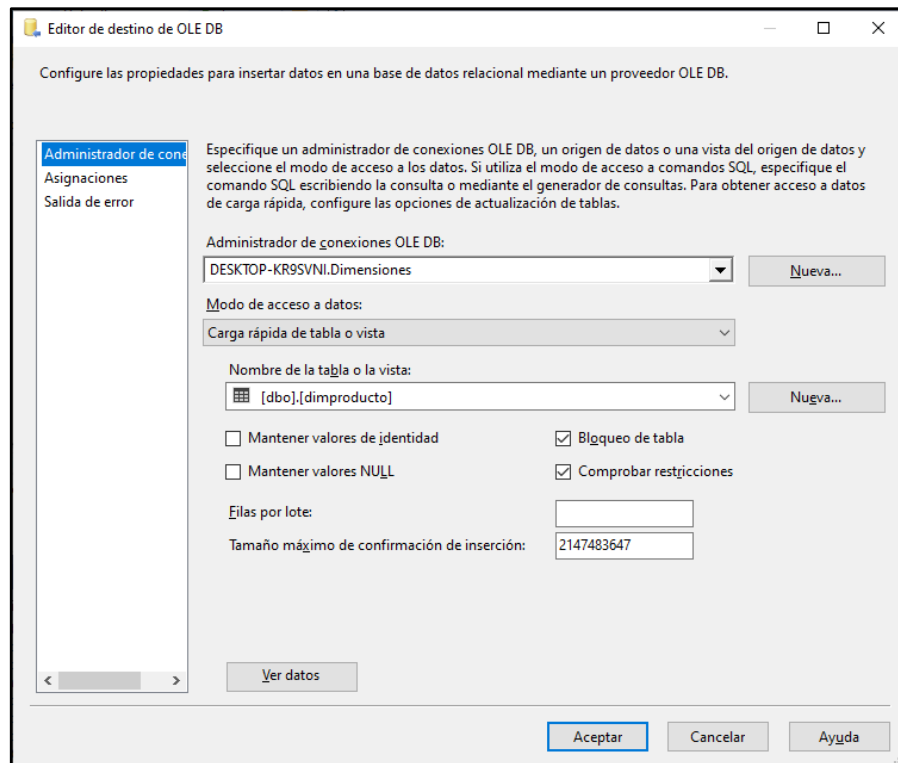 Editor de destino de OLE DB
Configure las propiedades para insertar datos en una base de datos relacional mediante un proveedor OLE DB.
Administrador de cone
Asignaciones
Salida de error
Especifique un administrador de conexiones OLE DB, un origen de datos o una vista del origen de datos y
seleccione el modo de acceso a los datos. Si utiliza el modo de acceso a comandos SQL, especifique el
comando SQL escribiendo la consulta o mediante el generador de consultas. Para obtener acceso a datos
de carga rápida, configure las opciones de actualización de tablas.
Administrador de conexiones OLE DB:
DESKTOP-KR9SVNI.Dimensiones
Nueva...
Modo de acceso a datos:
Carga rápida de tabla o vista
Nombre de la tabla o la vista:
[dbo].[dimproducto]
Nueva...
Mantener valores de identidad
Bloqueo de tabla
Mantener valores NULL
Comprobar restricciones
Filas por lote:
Tamaño máximo de confirmación de inserción:
2147483647
Ver datos
Aceptar
Cancelar
Ayuda